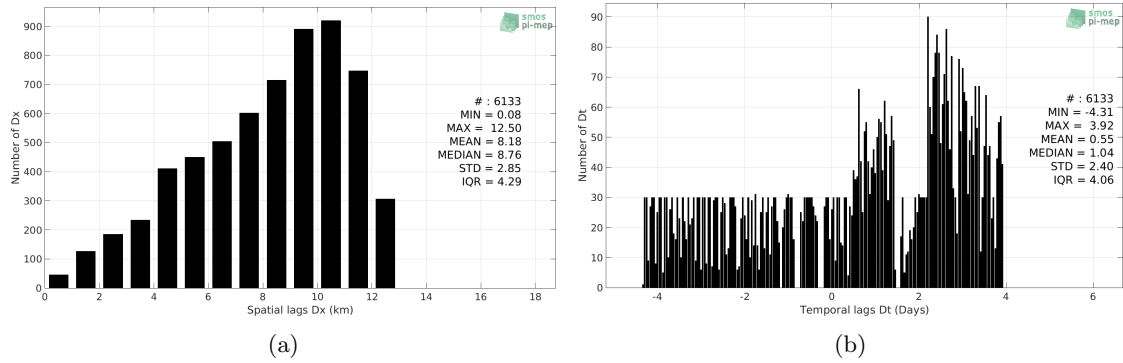 900
800
700
600
500
400
300
200
100
0
0 2 4 6 8 10 12 14 16 18
Number of Dx
Spatial lags Dx (km)
smos
pi-mep
# : 6133
MIN = 0.08
MAX = 12.50
MEAN = 8.18
MEDIAN = 8.76
STD = 2.85
IQR = 4.29
(a)
90
80
70
60
50
40
30
20
10
0
-4 -2 0 2 4 6
Number of Dt
Temporal lags Dt (Days)
smos
pi-mep
# : 6133
MIN = -4.31
MAX = 3.92
MEAN = 0.55
MEDIAN = 1.04
STD = 2.40
IQR = 4.06
(b)